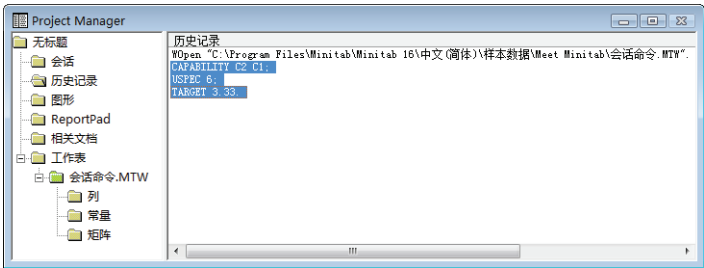 Project Manager
无标题
会话
历史记录
图形
ReportPad
相关文档
工作表
会话命令.MTW
列
常量
矩阵
历史记录
WOpen "C:\Program Files\Minitab\Minitab 16\中文(简体)\样本数据\Meet Minitab\会话命令.MTW".
CAPABILITY C2 C1;
USPEC 6;
TARGET 3.33.